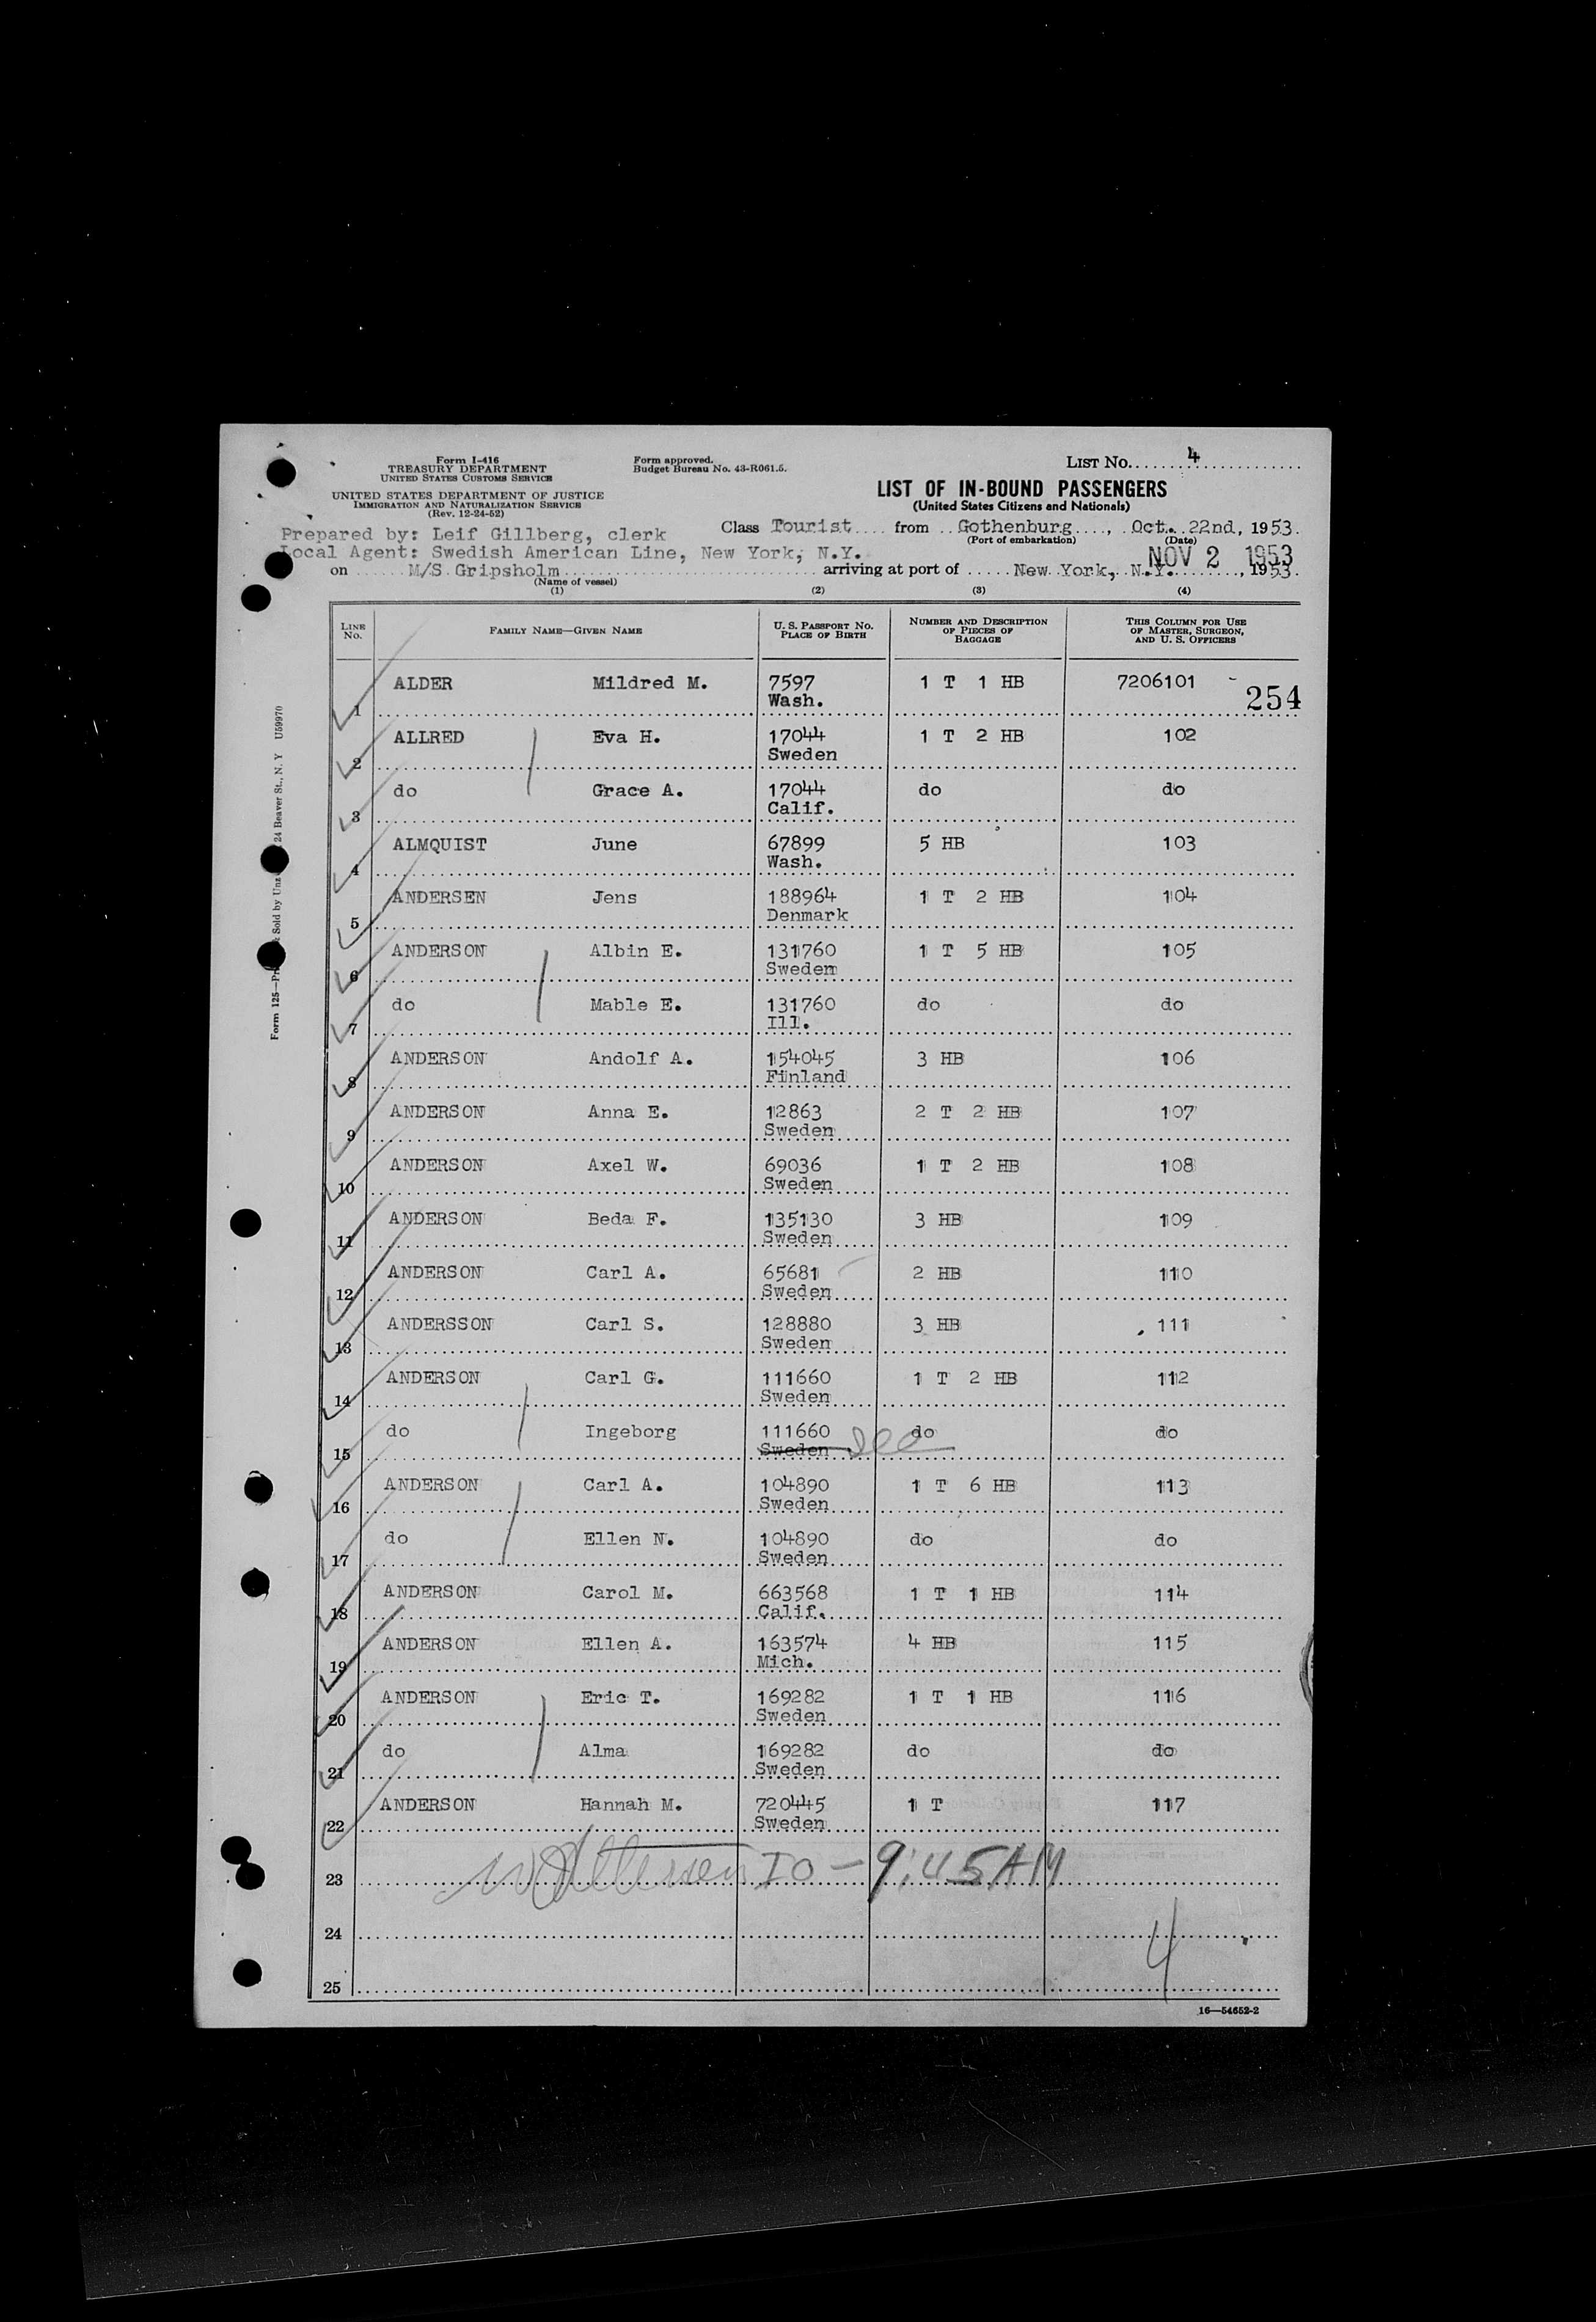 Form I-416
TREASURY DEPARTMENT
UNITED STATES CUSTOMS SERVICE
UNITED STATES DEPARTMENT OF JUSTICE
IMMIGRATION AND NATURALIZATION SERVICE
(Rev. 12-24-52)
Form approved.
Budget Bureau No. 43-R061.5.
LIST NO. 4
LIST OF IN-BOUND PASSENGERS
(United States Citizens and Nationals)
Prepared by: Leif Gillberg, clerk
Class Tourist from Gothenburg, Oct. 22nd, 1953.
(Port of embarkation) (Date)
Local Agent: Swedish American Line, New York, N.Y.
NOV 2 1953
on M/S Gripsholm arriving at port of New York, N.Y., 1953.
(Name of vessel)
(1) (2) (3) (4)
LINE NO. FAMILY NAME—GIVEN NAME U. S. PASSPORT NO. PLACE OF BIRTH NUMBER AND DESCRIPTION OF PIECES OF BAGGAGE THIS COLUMN FOR USE OF MASTER, SURGEON, AND U. S. OFFICERS
254
1 ALDER Mildred M. 7597 1 T 1 HB 7206101
Wash.
2 ALLRED Eva H. 17044 1 T 2 HB 102
Sweden
3 do Grace A. 17044 do do
Calif.
4 ALMQUIST June 67899 5 HB 103
Wash.
5 ANDERSEN Jens 188964 1 T 2 HB 104
Denmark
6 ANDERSON Albin E. 131760 1 T 5 HB 105
Sweden
7 do Mable E. 131760 do do
Ill.
8 ANDERSON Andolf A. 154045 3 HB 106
Finland
9 ANDERSON Anna E. 12863 2 T 2 HB 107
Sweden
10 ANDERSON Axel W. 69036 1 T 2 HB 108
Sweden
11 ANDERSON Beda F. 135130 3 HB 109
Sweden
12 ANDERSON Carl A. 65681 2 HB 110
Sweden
13 ANDERSSON Carl S. 128880 3 HB 111
Sweden
14 ANDERSON Carl G. 111660 1 T 2 HB 112
Sweden
15 do Ingeborg 111660 do do
Sweden
16 ANDERSON Carl A. 104890 1 T 6 HB 113
Sweden
17 do Ellen N. 104890 do do
Sweden
18 ANDERSON Carol M. 663568 1 T 1 HB 114
Calif.
19 ANDERSON Ellen A. 163574 4 HB 115
Mich.
20 ANDERSON Eric T. 169282 1 T 1 HB 116
Sweden
21 do Alma 169282 do do
Sweden
22 ANDERSON Hannah M. 720445 1 T 117
Sweden
23 IO — 9:45 AM
24
4
25
16—54652-2
Form 125— Sold by 24 Beaver St., N. Y U59970